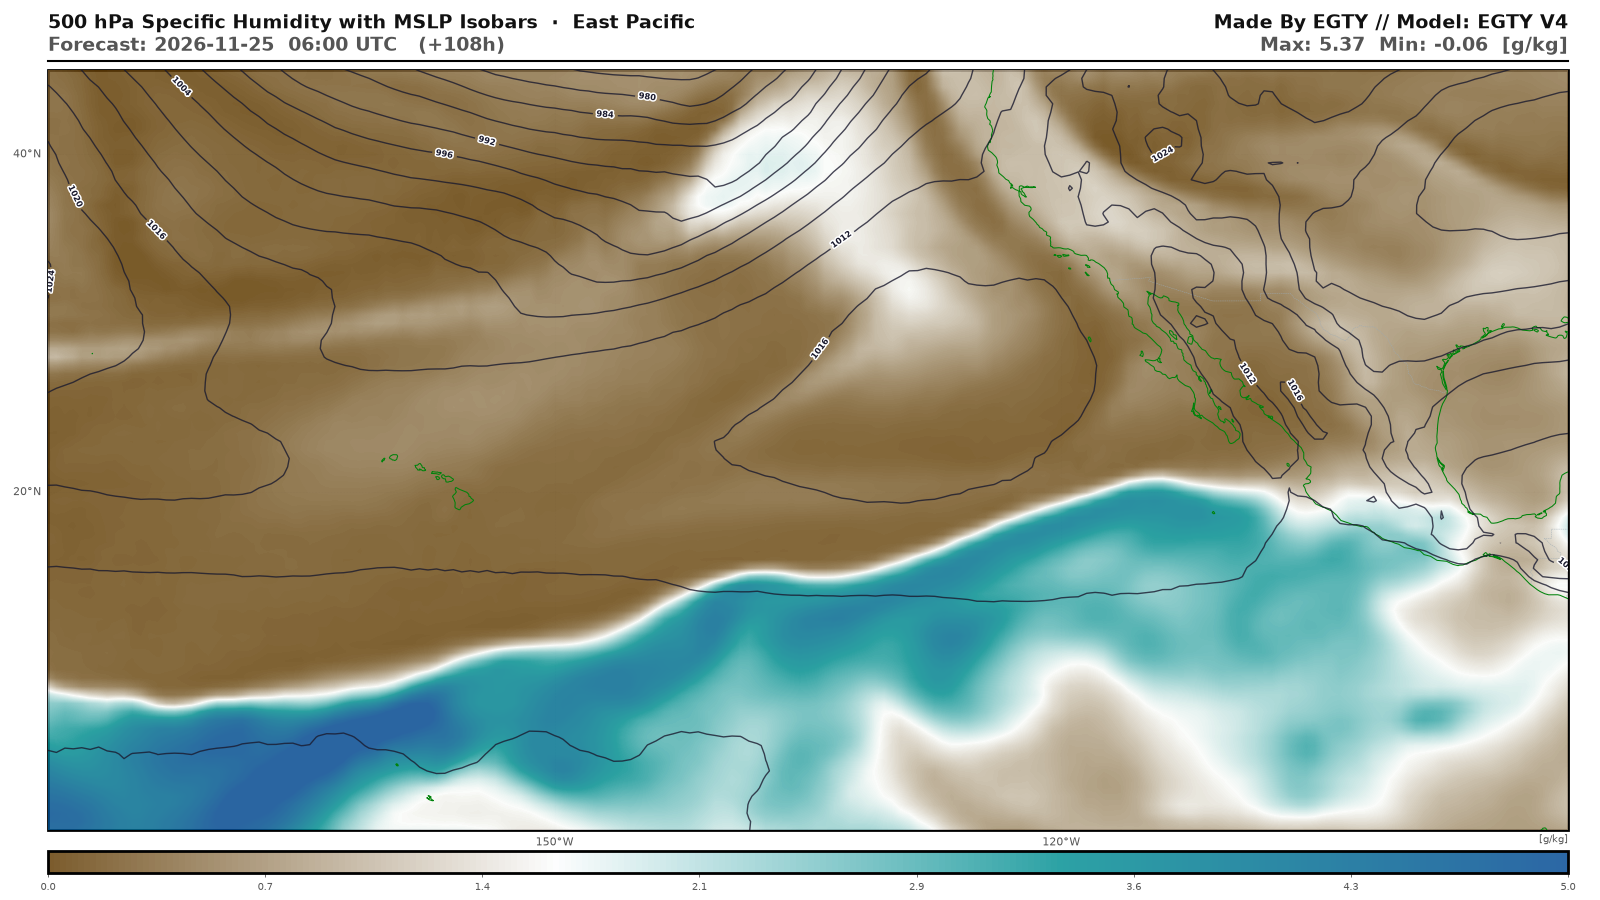 500 hPa Specific Humidity with MSLP Isobars · East Pacific
Made By EGTY // Model: EGTY V4
Forecast: 2026-11-25 06:00 UTC (+108h)
Max: 5.37 Min: -0.06 [g/kg]
1004
980
984
992
996
40°N
1024
1020
1016
1012
1024
1016
1012
1016
20°N
150°W
120°W
[g/kg]
0.0
0.7
1.4
2.1
2.9
3.6
4.3
5.0